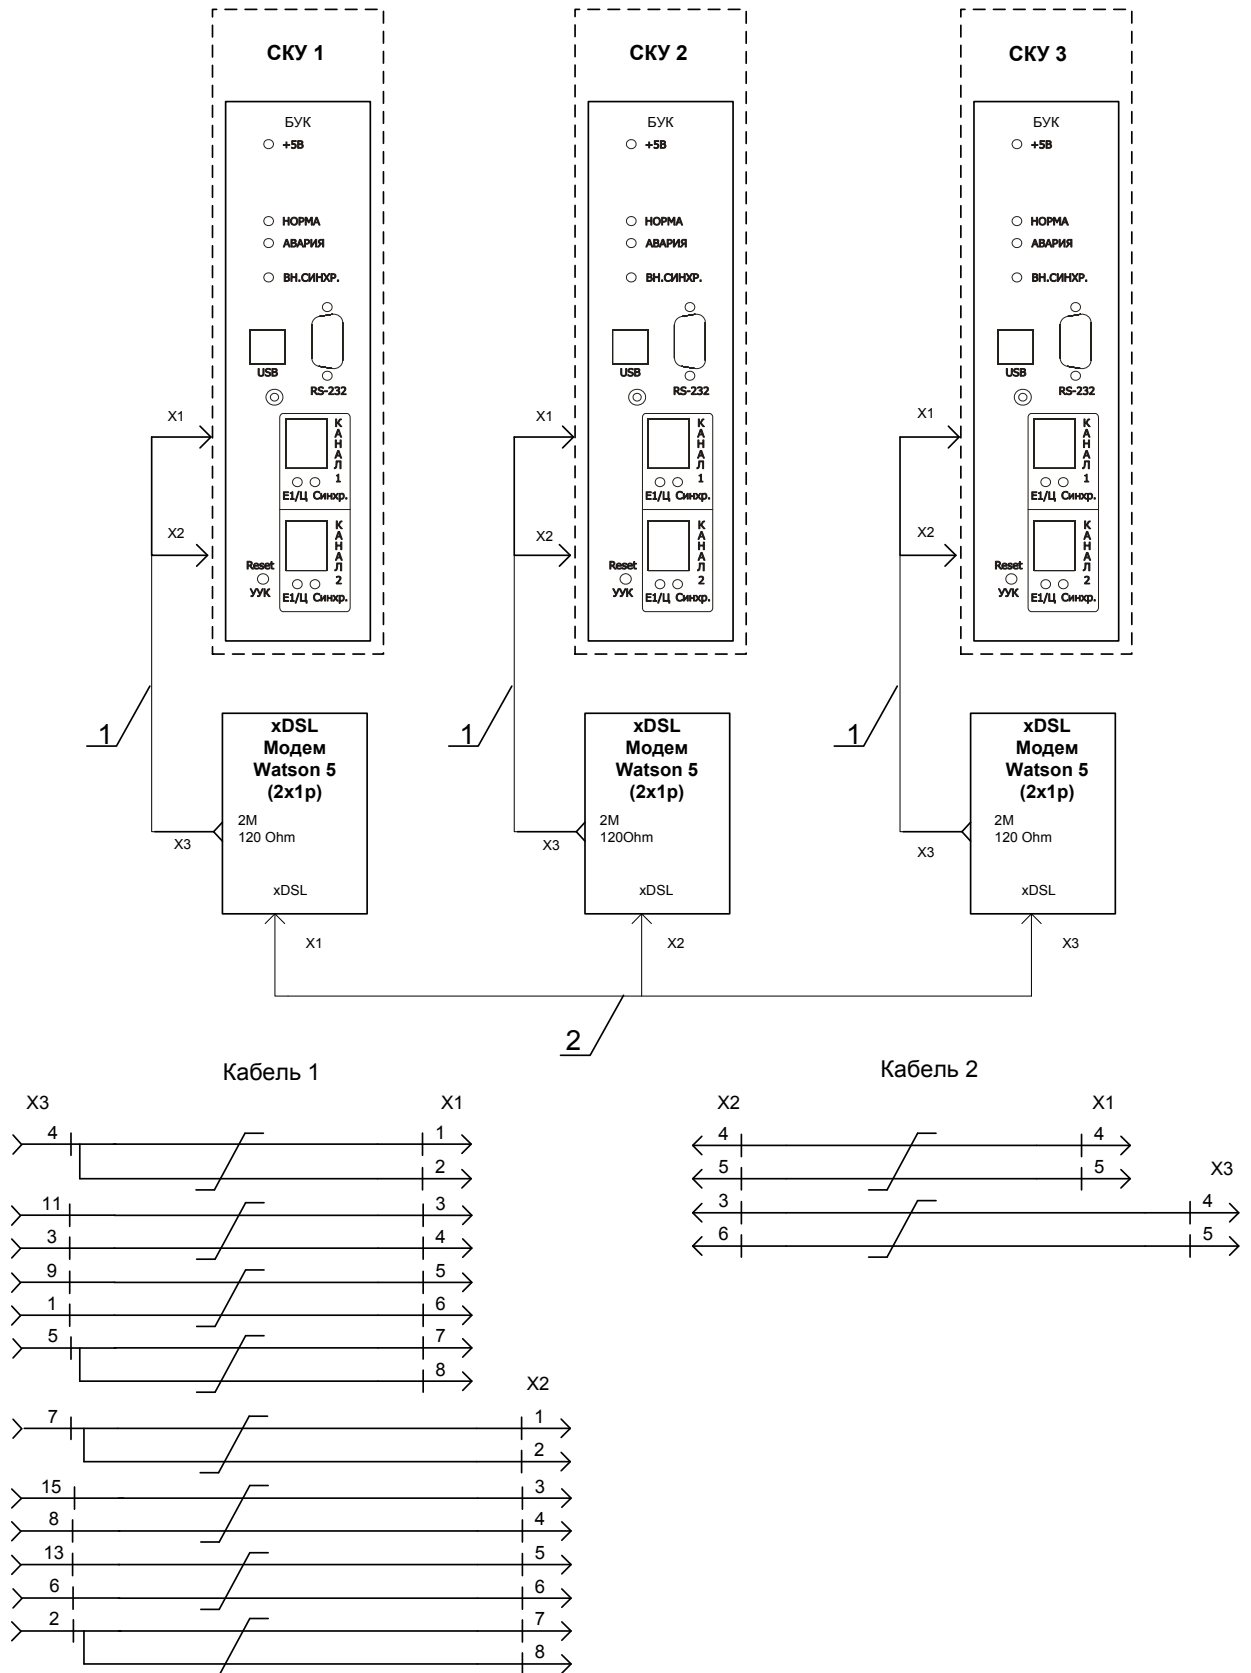 СКУ 1
БУК
+5В
НОРМА
АВАРИЯ
ВН.СИНХР.
USB
RS-232
КАНАЛ 1
Е1/Ц Синхр.
КАНАЛ 2
Reset
УУК
Е1/Ц Синхр.
X1
X2
1
xDSL
Модем
Watson 5
(2x1p)
2M
120 Ohm
X3
xDSL
X1
СКУ 2
БУК
+5В
НОРМА
АВАРИЯ
ВН.СИНХР.
USB
RS-232
КАНАЛ 1
Е1/Ц Синхр.
КАНАЛ 2
Reset
УУК
Е1/Ц Синхр.
X1
X2
1
xDSL
Модем
Watson 5
(2x1p)
2M
120Ohm
X3
xDSL
X2
СКУ 3
БУК
+5В
НОРМА
АВАРИЯ
ВН.СИНХР.
USB
RS-232
КАНАЛ 1
Е1/Ц Синхр.
КАНАЛ 2
Reset
УУК
Е1/Ц Синхр.
X1
X2
1
xDSL
Модем
Watson 5
(2x1p)
2M
120 Ohm
X3
xDSL
X3
2
Кабель 1
X3 X1
4 1
2
11 3
3 4
9 5
1 6
5 7
8
X2
7 1
2
15 3
8 4
13 5
6 6
2 7
8
Кабель 2
X2 X1
4 4
5 5
X3
3 4
6 5